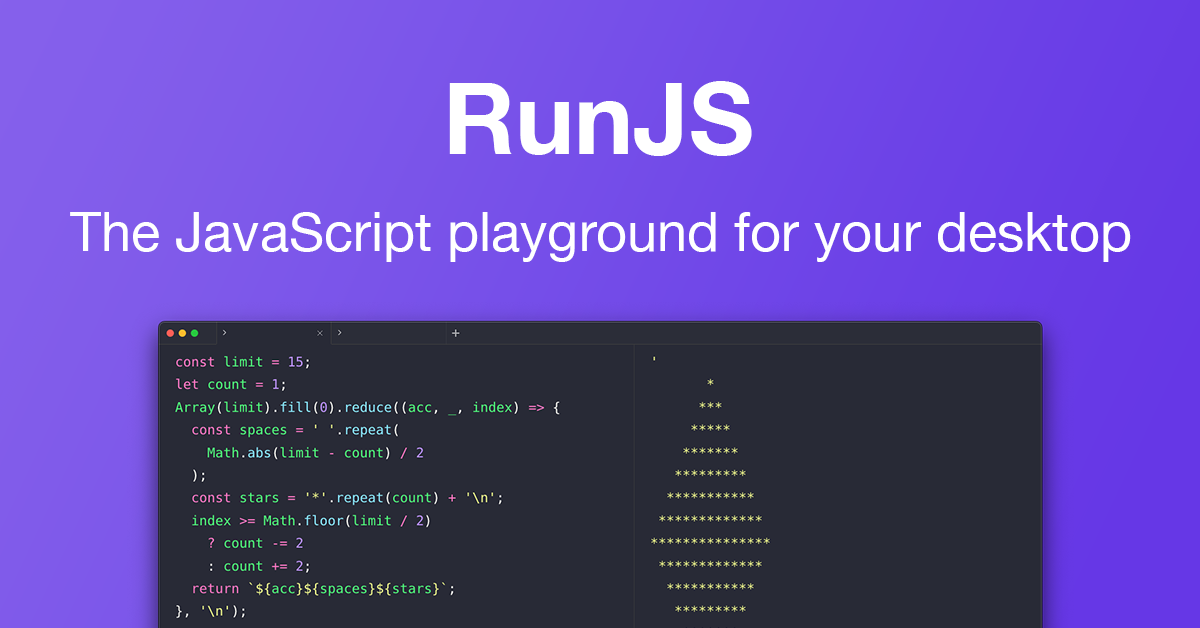 RunJS
The JavaScript playground for your desktop
› × › +
const limit = 15;
let count = 1;
Array(limit).fill(0).reduce((acc, _, index) => {
  const spaces = ' '.repeat(
    Math.abs(limit - count) / 2
  );
  const stars = '*'.repeat(count) + '\n';
  index >= Math.floor(limit / 2)
    ? count -= 2
    : count += 2;
  return `${acc}${spaces}${stars}`;
}, '\n');
'
       *
      ***
     *****
    *******
   *********
  ***********
 *************
***************
 *************
  ***********
   *********